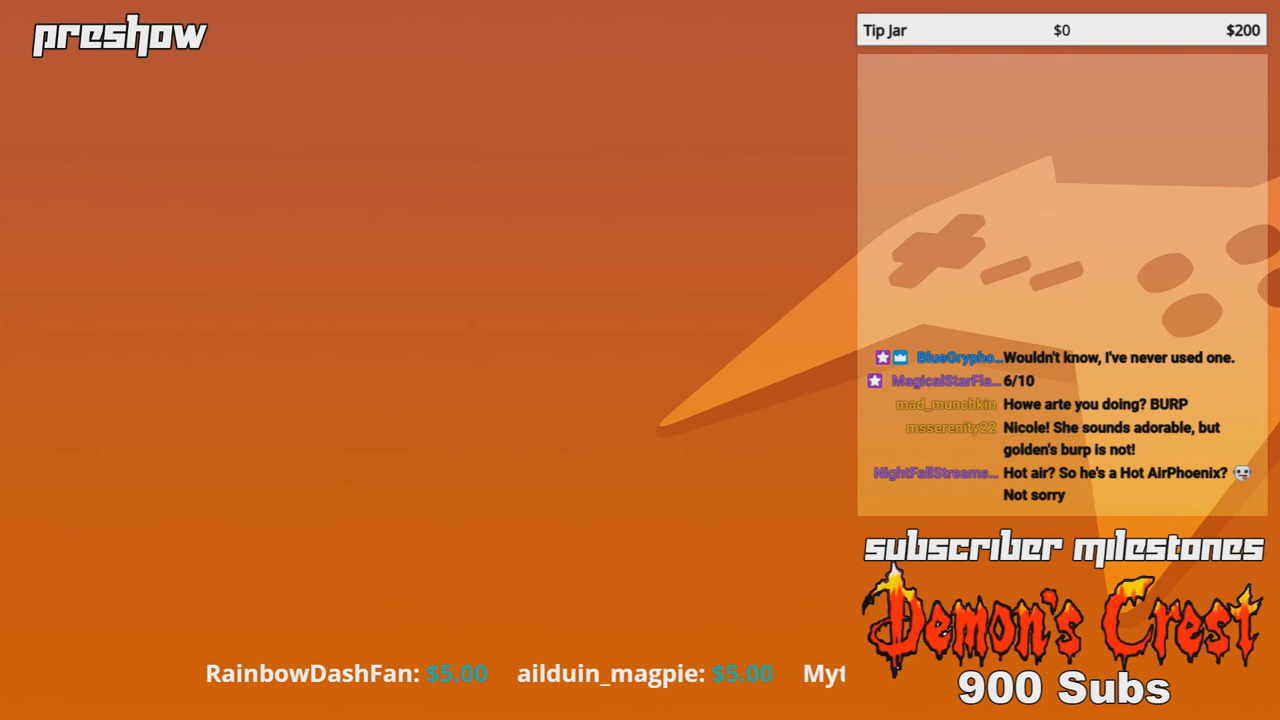 preshow
Tip Jar $0 $200
BlueGrypho... Wouldn't know, I've never used one.
MagicalStarFla... 6/10
mad_munchkin Howe arte you doing? BURP
msserenity22 Nicole! She sounds adorable, but
golden's burp is not!
NightFallStreams... Hot air? So he's a Hot AirPhoenix?
Not sorry
subscriber milestones
Demon's Crest
900 Subs
RainbowDashFan: $5.00 ailduin_magpie: $5.00 Myt